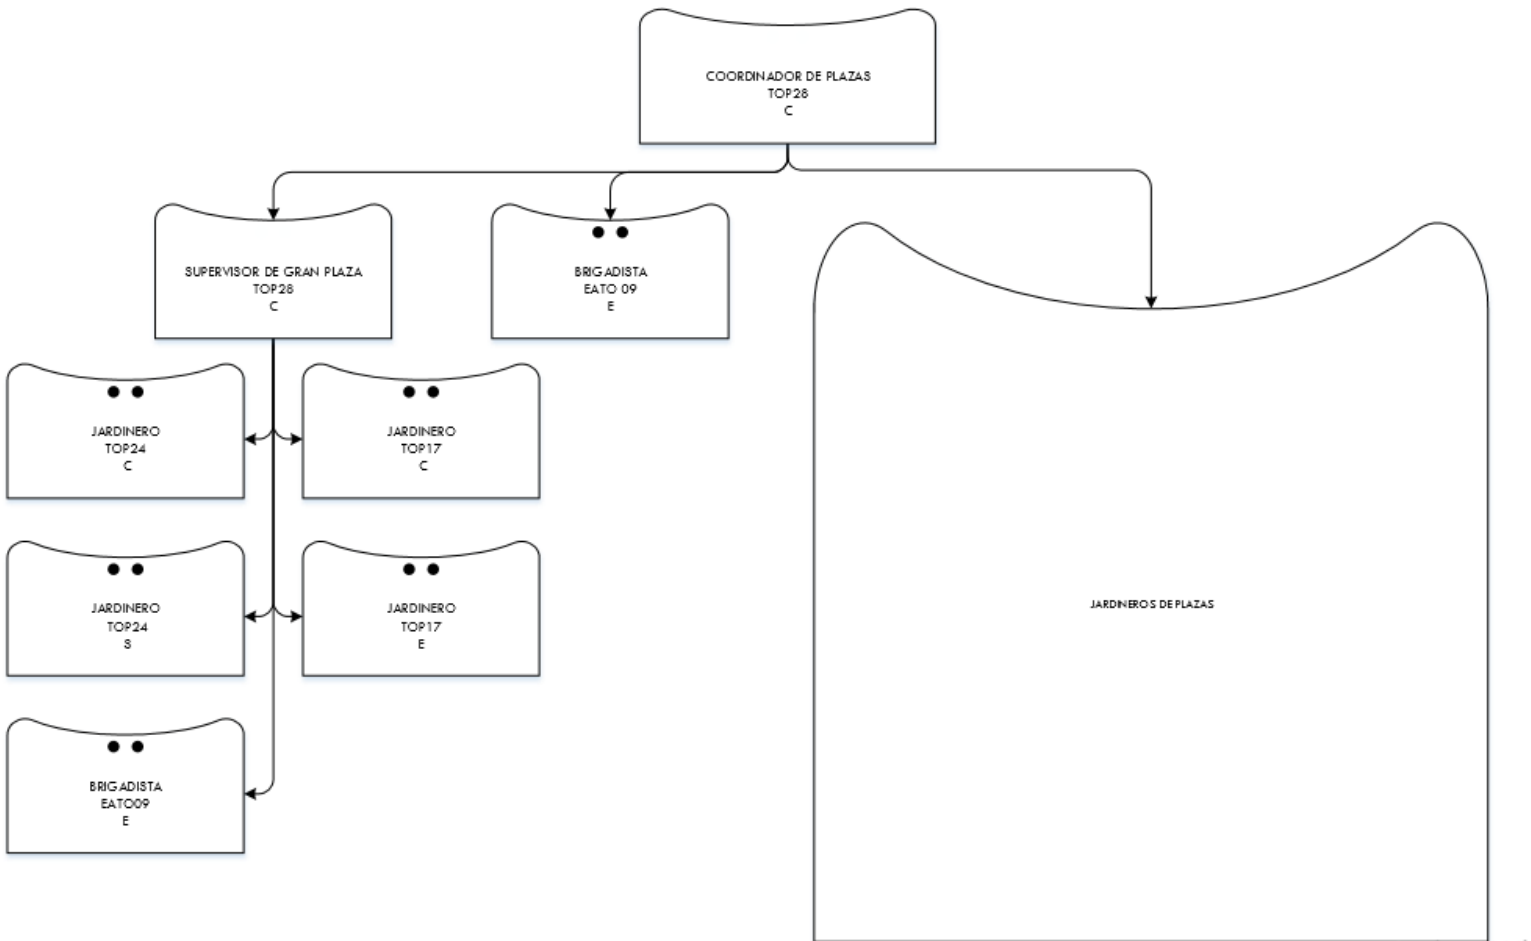 COORDINADOR DE PLAZAS
TOP28
C
SUPERVISOR DE GRAN PLAZA
TOP28
C
BRIGADISTA
EATO 09
E
JARDINERO
TOP24
C
JARDINERO
TOP17
C
JARDINERO
TOP24
S
JARDINERO
TOP17
E
JARDINEROS DE PLAZAS
BRIGADISTA
EATO09
E